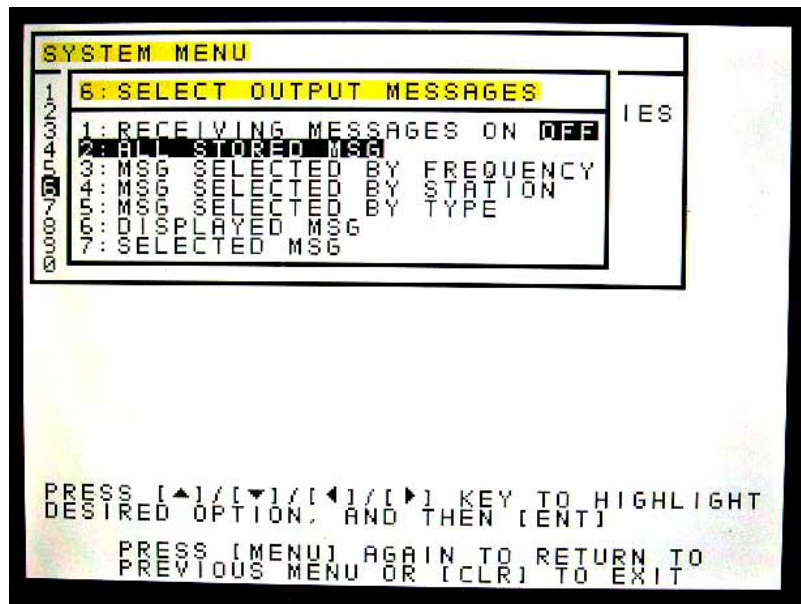 SYSTEM MENU
6:SELECT OUTPUT MESSAGES
1
2
3
4
5
6
7
8
9
0
IES
1:RECEIVING MESSAGES ON OFF
2:ALL STORED MSG
3:MSG SELECTED BY FREQUENCY
4:MSG SELECTED BY STATION
5:MSG SELECTED BY TYPE
6:DISPLAYED MSG
7:SELECTED MSG
PRESS [▲]/[▼]/[◀]/[▶] KEY TO HIGHLIGHT
DESIRED OPTION, AND THEN [ENT]
PRESS [MENU] AGAIN TO RETURN TO
PREVIOUS MENU OR [CLR] TO EXIT